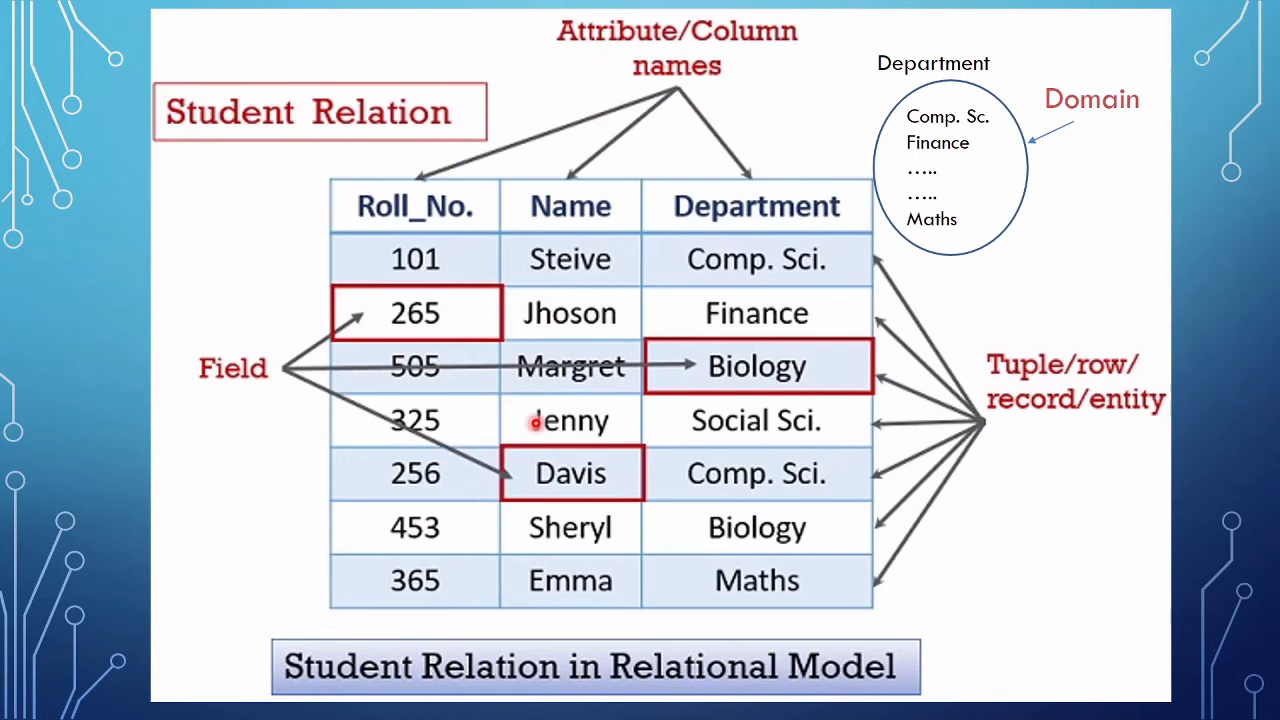 Attribute/Column
names
Student Relation
Department
Comp. Sc.
Finance
.....
.....
Maths
Domain
Roll_No. Name Department
101 Steive Comp. Sci.
265 Jhoson Finance
505 Margret Biology
325 Jenny Social Sci.
256 Davis Comp. Sci.
453 Sheryl Biology
365 Emma Maths
Field
Tuple/row/
record/entity
Student Relation in Relational Model